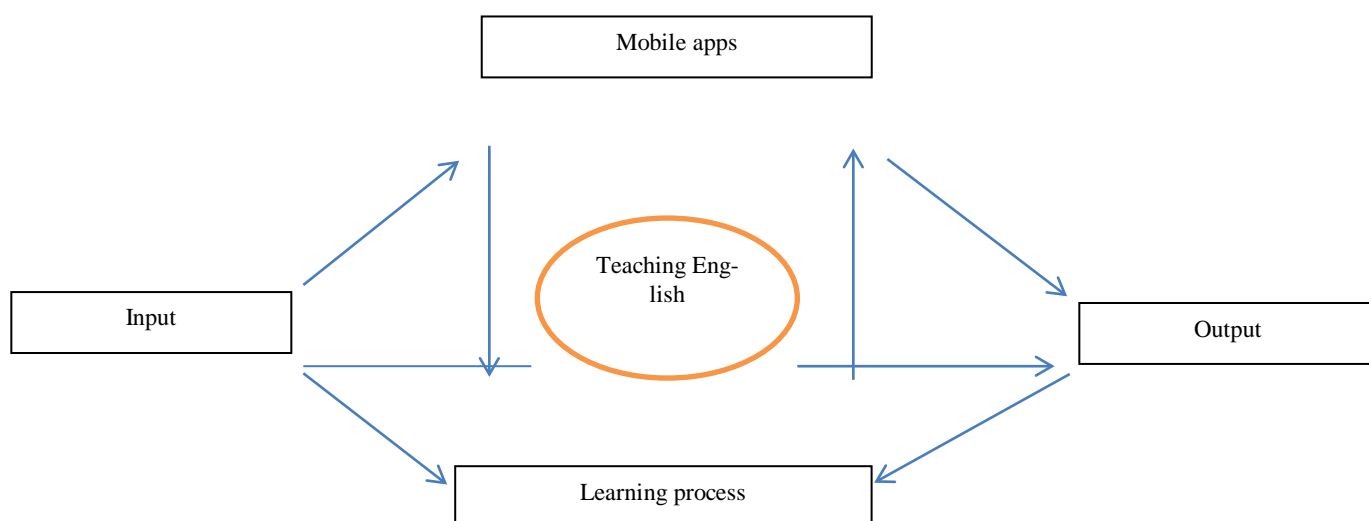 Mobile apps
Teaching Eng-
lish
Input
Output
Learning process